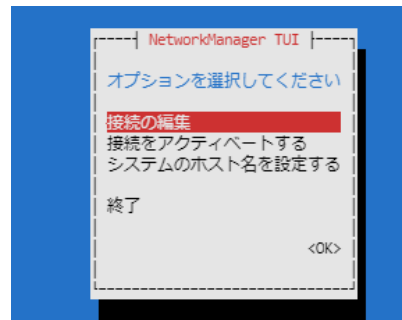 NetworkManager TUI
オプションを選択してください
接続の編集
接続をアクティベートする
システムのホスト名を設定する
終了
<OK>